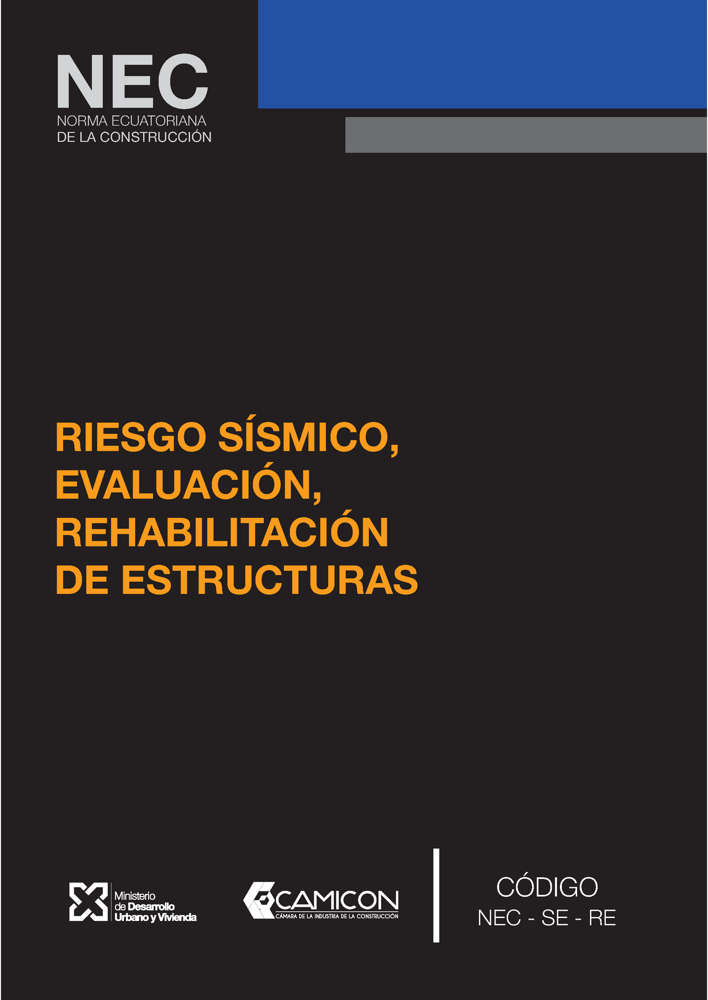 NEC
NORMA ECUATORIANA
DE LA CONSTRUCCIÓN
RIESGO SÍSMICO,
EVALUACIÓN,
REHABILITACIÓN
DE ESTRUCTURAS
Ministerio
de Desarrollo
Urbano y Vivienda
CAMICON
CÁMARA DE LA INDUSTRIA DE LA CONSTRUCCIÓN
CÓDIGO
NEC - SE - RE